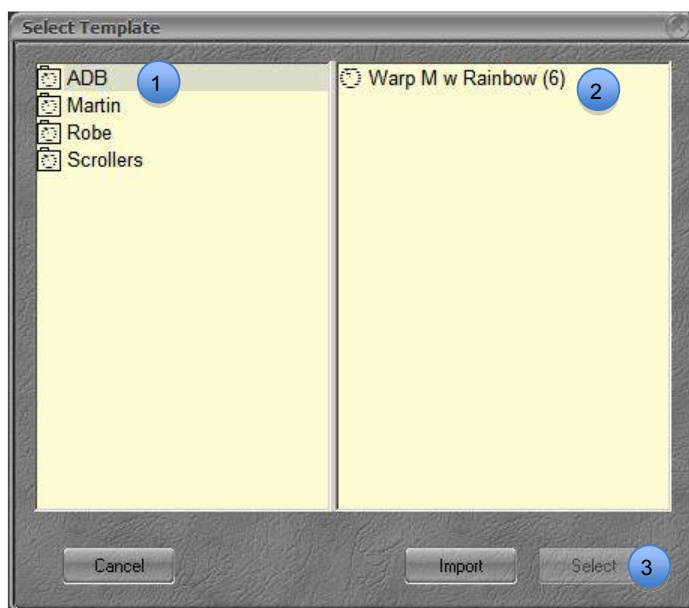 Select Template
ADB 1
Martin
Robe
Scrollers
Warp M w Rainbow (6) 2
Cancel
Import
Select 3